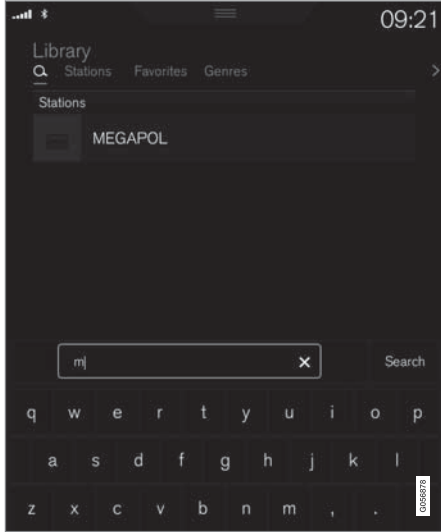 09:21
Library
Stations Favorites Genres
Stations
MEGAPOL
m
Search
q w e r t y u i o p
a s d f g h j k l
z x c v b n m , .
G056878